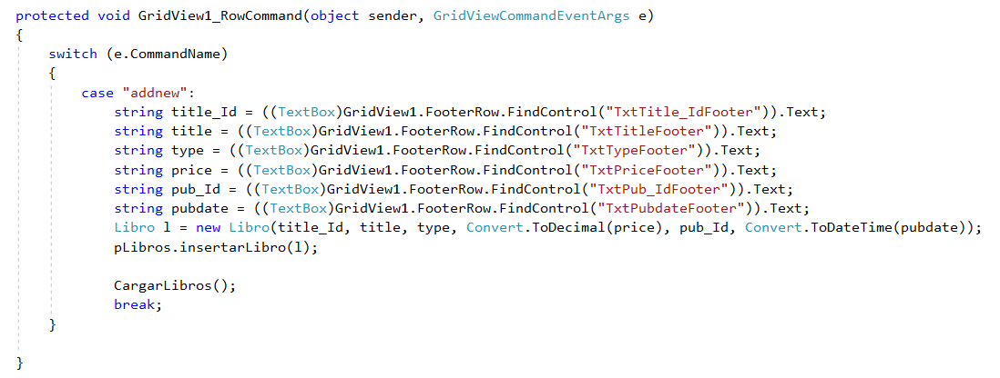 protected void GridView1_RowCommand(object sender, GridViewCommandEventArgs e)
{
    switch (e.CommandName)
    {
        case "addnew":
            string title_Id = ((TextBox)GridView1.FooterRow.FindControl("TxtTitle_IdFooter")).Text;
            string title = ((TextBox)GridView1.FooterRow.FindControl("TxtTitleFooter")).Text;
            string type = ((TextBox)GridView1.FooterRow.FindControl("TxtTypeFooter")).Text;
            string price = ((TextBox)GridView1.FooterRow.FindControl("TxtPriceFooter")).Text;
            string pub_Id = ((TextBox)GridView1.FooterRow.FindControl("TxtPub_IdFooter")).Text;
            string pubdate = ((TextBox)GridView1.FooterRow.FindControl("TxtPubdateFooter")).Text;
            Libro l = new Libro(title_Id, title, type, Convert.ToDecimal(price), pub_Id, Convert.ToDateTime(pubdate));
            pLibros.insertarLibro(l);

            CargarLibros();
            break;
    }

}